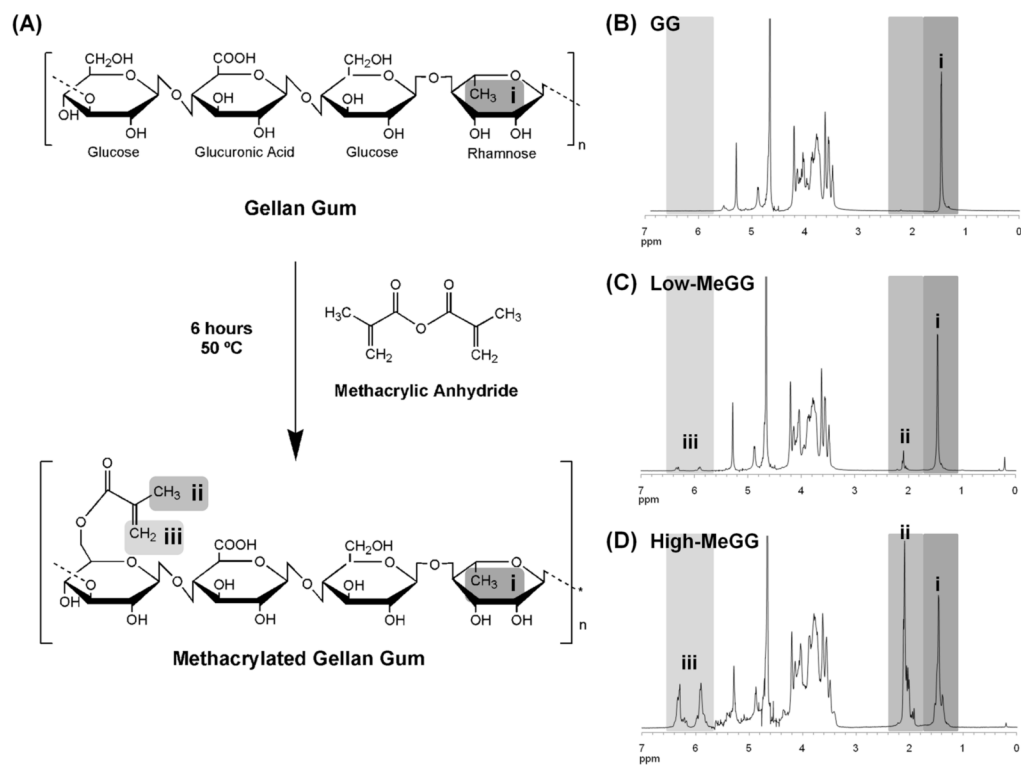 (A)
CH₂OH
COOH
CH₂OH
O
O
O
O
O
O
O
O
OH
OH
OH
OH
OH
OH
OH
OH
CH₃ i
OH OH
n
Glucose
Glucuronic Acid
Glucose
Rhamnose
Gellan Gum
6 hours
50 ºC
O
O
H₃C
O
CH₃
CH₂
CH₂
Methacrylic Anhydride
O
CH₃ ii
O
CH₂ iii
COOH
CH₂OH
O
O
O
O
O
O
O
O
OH
OH
OH
OH
OH
OH
CH₃ i
OH OH
*
n
Methacrylated Gellan Gum
(B) GG
i
7 6 5 4 3 2 1 0
ppm
(C) Low-MeGG
i
ii
iii
7 6 5 4 3 2 1 0
ppm
(D) High-MeGG
ii
i
iii
7 6 5 4 3 2 1 0
ppm